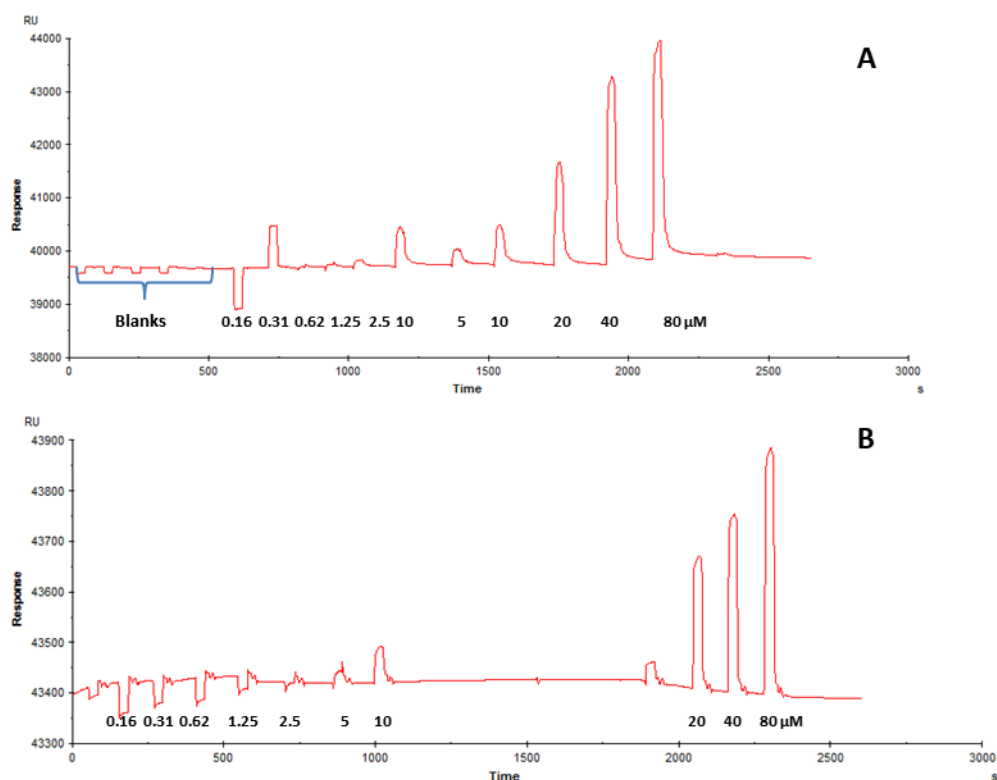 RU
A
44000
43000
42000
41000
40000
39000
38000
Response
Blanks
0.16 0.31 0.62 1.25 2.5 10 5 10 20 40 80 µM
0 500 1000 1500 2000 2500 3000
Time s
RU
B
43900
43800
43700
43600
43500
43400
43300
Response
0.16 0.31 0.62 1.25 2.5 5 10 20 40 80 µM
0 500 1000 1500 2000 2500 3000
Time s